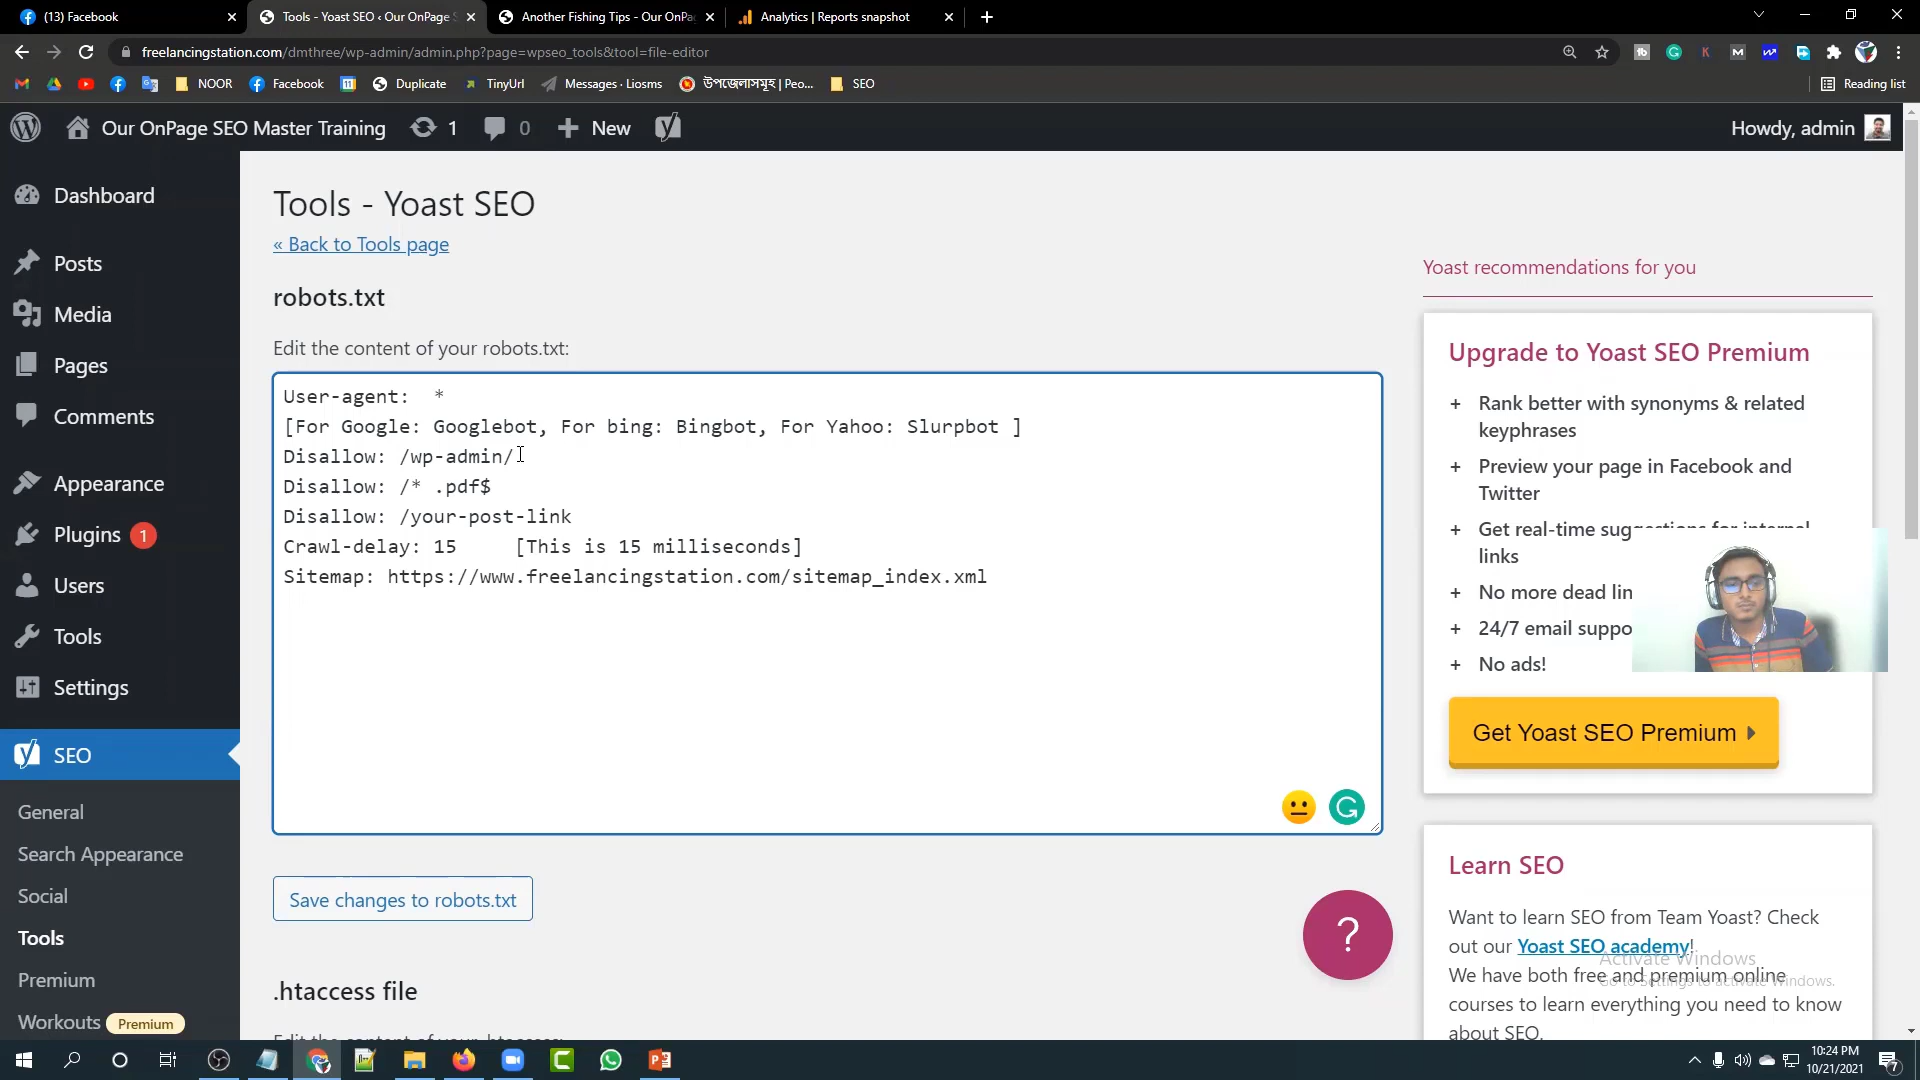 (13) Facebook
Tools - Yoast SEO ‹ Our OnPage S
Another Fishing Tips - Our OnPa
Analytics | Reports snapshot
freelancingstation.com/dmthree/wp-admin/admin.php?page=wpseo_tools&tool=file-editor
NOOR
Facebook
Duplicate
TinyUrl
Messages · Liosms
উপজেলাসমূহ | Peo...
SEO
Reading list
Our OnPage SEO Master Training
1
0
New
Howdy, admin
Dashboard
Posts
Media
Pages
Comments
Appearance
Plugins 1
Users
Tools
Settings
SEO
General
Search Appearance
Social
Tools
Premium
Workouts Premium
Tools - Yoast SEO
« Back to Tools page
robots.txt
Edit the content of your robots.txt:
User-agent:  *
[For Google: Googlebot, For bing: Bingbot, For Yahoo: Slurpbot ]
Disallow: /wp-admin/
Disallow: /* .pdf$
Disallow: /your-post-link
Crawl-delay: 15     [This is 15 milliseconds]
Sitemap: https://www.freelancingstation.com/sitemap_index.xml
Save changes to robots.txt
.htaccess file
Yoast recommendations for you
Upgrade to Yoast SEO Premium
+ Rank better with synonyms & related
keyphrases
+ Preview your page in Facebook and
Twitter
+ Get real-time suggestions for internal
links
+ No more dead lin
+ 24/7 email suppo
+ No ads!
Get Yoast SEO Premium
?
Learn SEO
Want to learn SEO from Team Yoast? Check
out our Yoast SEO academy!
We have both free and premium online
courses to learn everything you need to know
about SEO.
Activate Windows
Go to Settings to activate Windows.
10:24 PM
10/21/2021
7